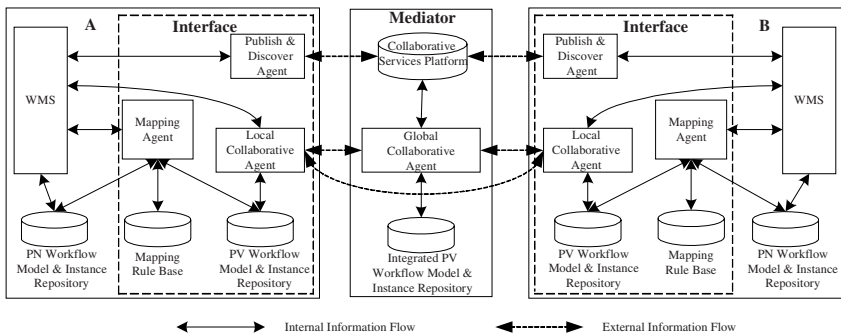 A
Interface
WMS
Publish &
Discover
Agent
Mapping
Agent
Local
Collaborative
Agent
PN Workflow
Model & Instance
Repository
Mapping
Rule Base
PV Workflow
Model & Instance
Repository
Mediator
Collaborative
Services Platform
Global
Collaborative
Agent
Integrated PV
Workflow Model &
Instance Repository
Interface
B
Publish &
Discover
Agent
WMS
Local
Collaborative
Agent
Mapping
Agent
PV Workflow
Model & Instance
Repository
Mapping
Rule Base
PN Workflow
Model & Instance
Repository
Internal Information Flow
External Information Flow